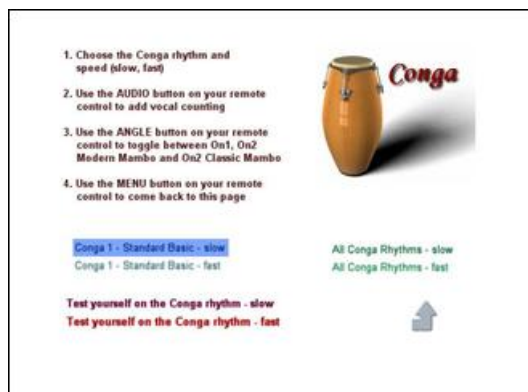 1. Choose the Conga rhythm and
speed (slow, fast)
Conga
2. Use the AUDIO button on your remote
control to add vocal counting
3. Use the ANGLE button on your remote
control to toggle between On1, On2
Modern Mambo and On2 Classic Mambo
4. Use the MENU button on your remote
control to come back to this page
Conga 1 - Standard Basic - slow
Conga 1 - Standard Basic - fast
All Conga Rhythms - slow
All Conga Rhythms - fast
Test yourself on the Conga rhythm - slow
Test yourself on the Conga rhythm - fast